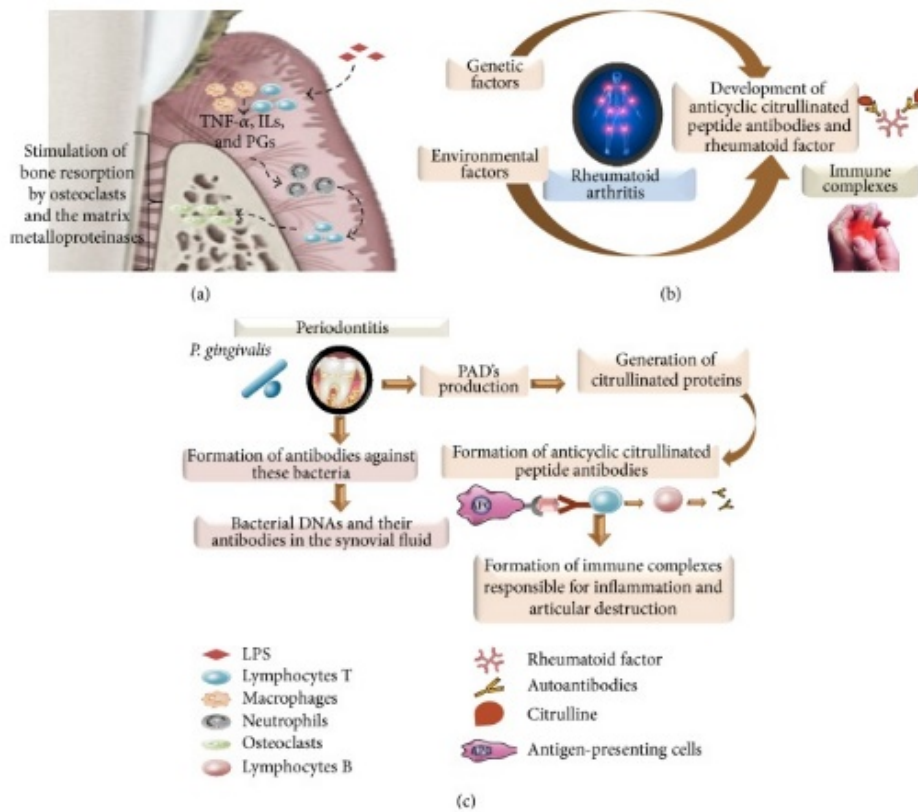 (a)
TNF-α, ILs,
and PGs
Stimulation of
bone resorption
by osteoclasts
and the matrix
metalloproteinases
(b)
Genetic
factors
Environmental
factors
Rheumatoid
arthritis
Development of
anticyclic citrullinated
peptide antibodies and
rheumatoid factor
Immune
complexes
Periodontitis
P. gingivalis
PAD's
production
Generation of
citrullinated proteins
Formation of antibodies against
these bacteria
Bacterial DNAs and their
antibodies in the synovial fluid
Formation of anticyclic citrullinated
peptide antibodies
Formation of immune complexes
responsible for inflammation and
articular destruction
LPS
Lymphocytes T
Macrophages
Neutrophils
Osteoclasts
Lymphocytes B
Rheumatoid factor
Autoantibodies
Citrulline
Antigen-presenting cells
(c)